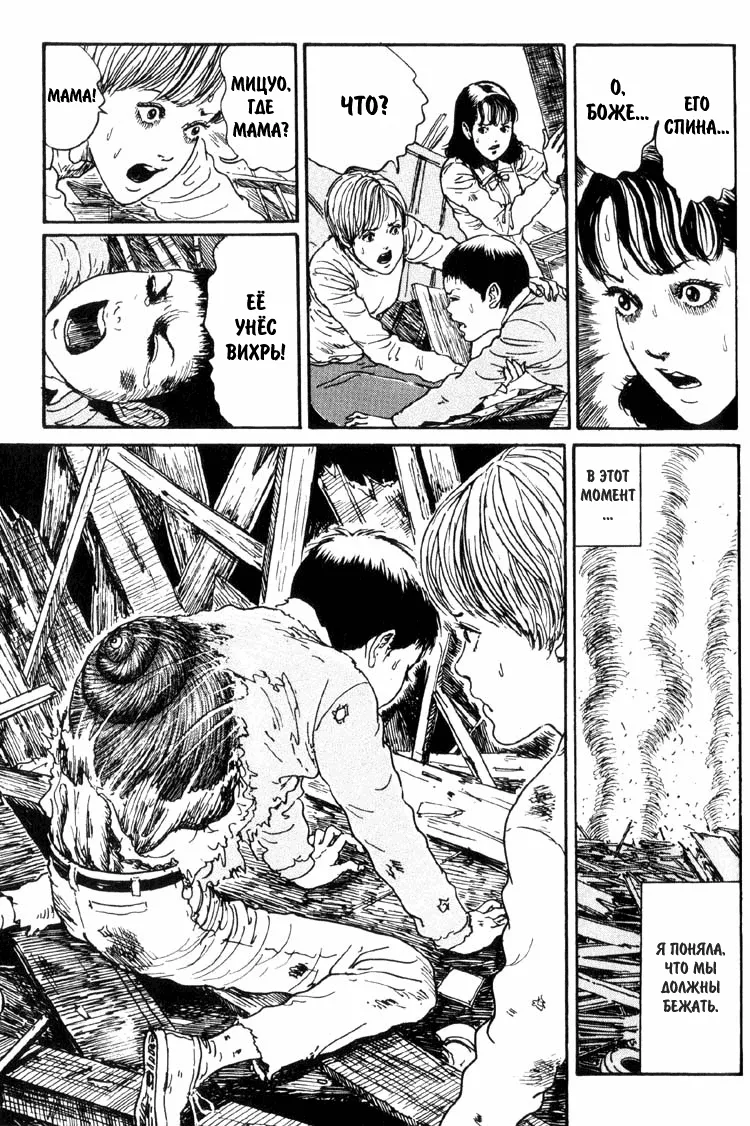 МАМА!
МИЦУО,
ГДЕ
МАМА?
ЕЁ
УНЁС
ВИХРЬ!
ЧТО?
О,
БОЖЕ...
ЕГО
СПИНА...
В ЭТОТ
МОМЕНТ
...
Я ПОНЯЛА,
ЧТО МЫ
ДОЛЖНЫ
БЕЖАТЬ.